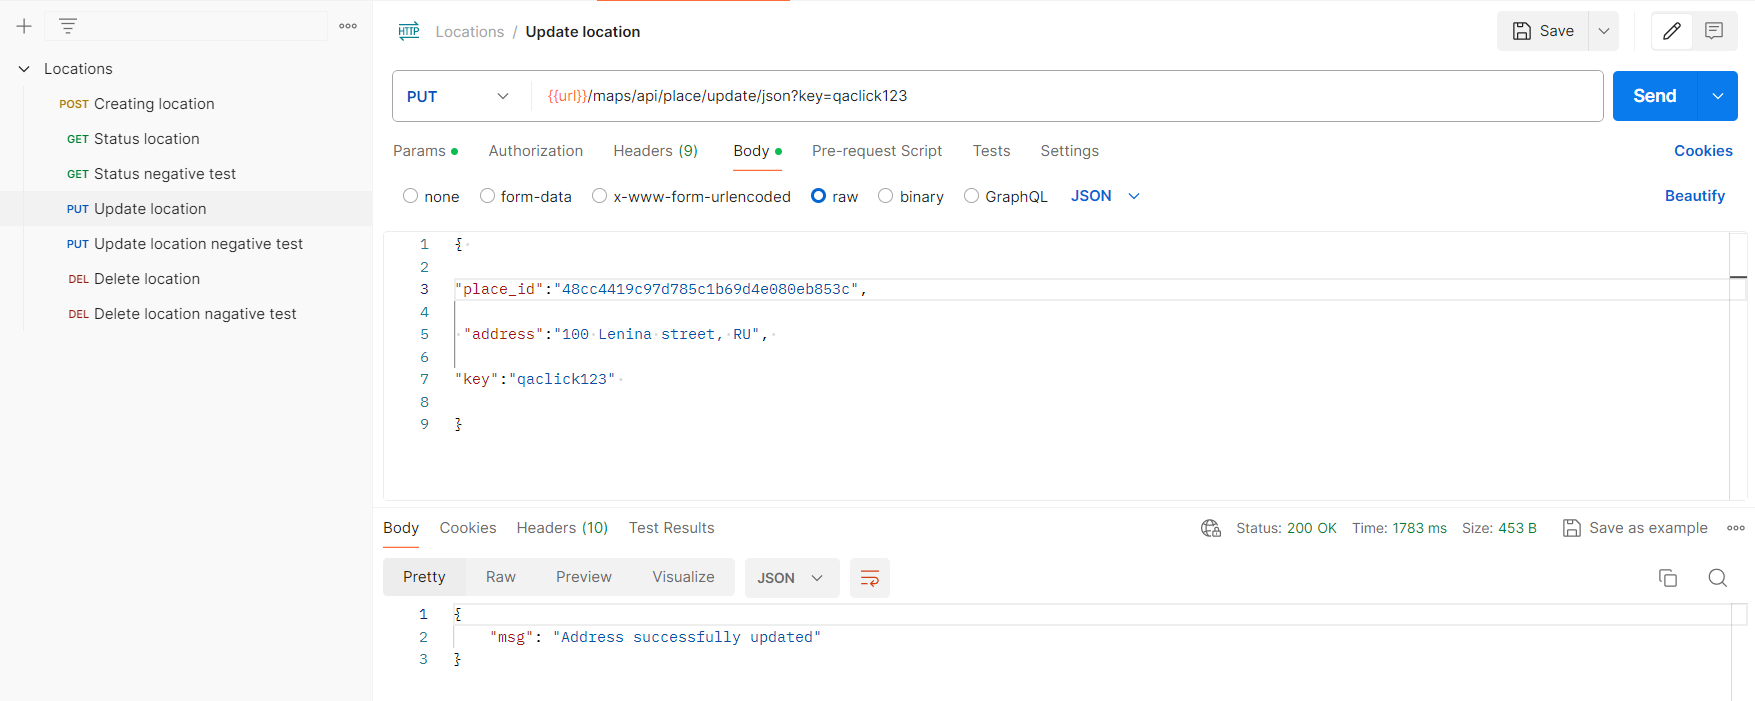 Locations
POST Creating location
GET Status location
GET Status negative test
PUT Update location
PUT Update location negative test
DEL Delete location
DEL Delete location nagative test
HTTP Locations / Update location
Save
PUT {{url}}/maps/api/place/update/json?key=qaclick123
Send
Params Authorization Headers (9) Body Pre-request Script Tests Settings Cookies
none form-data x-www-form-urlencoded raw binary GraphQL JSON Beautify
1 {
2
3 "place_id":"48cc4419c97d785c1b69d4e080eb853c",
4
5 "address":"100 Lenina street, RU",
6
7 "key":"qaclick123"
8
9 }
Body Cookies Headers (10) Test Results Status: 200 OK Time: 1783 ms Size: 453 B Save as example
Pretty Raw Preview Visualize JSON
1 {
2 "msg": "Address successfully updated"
3 }